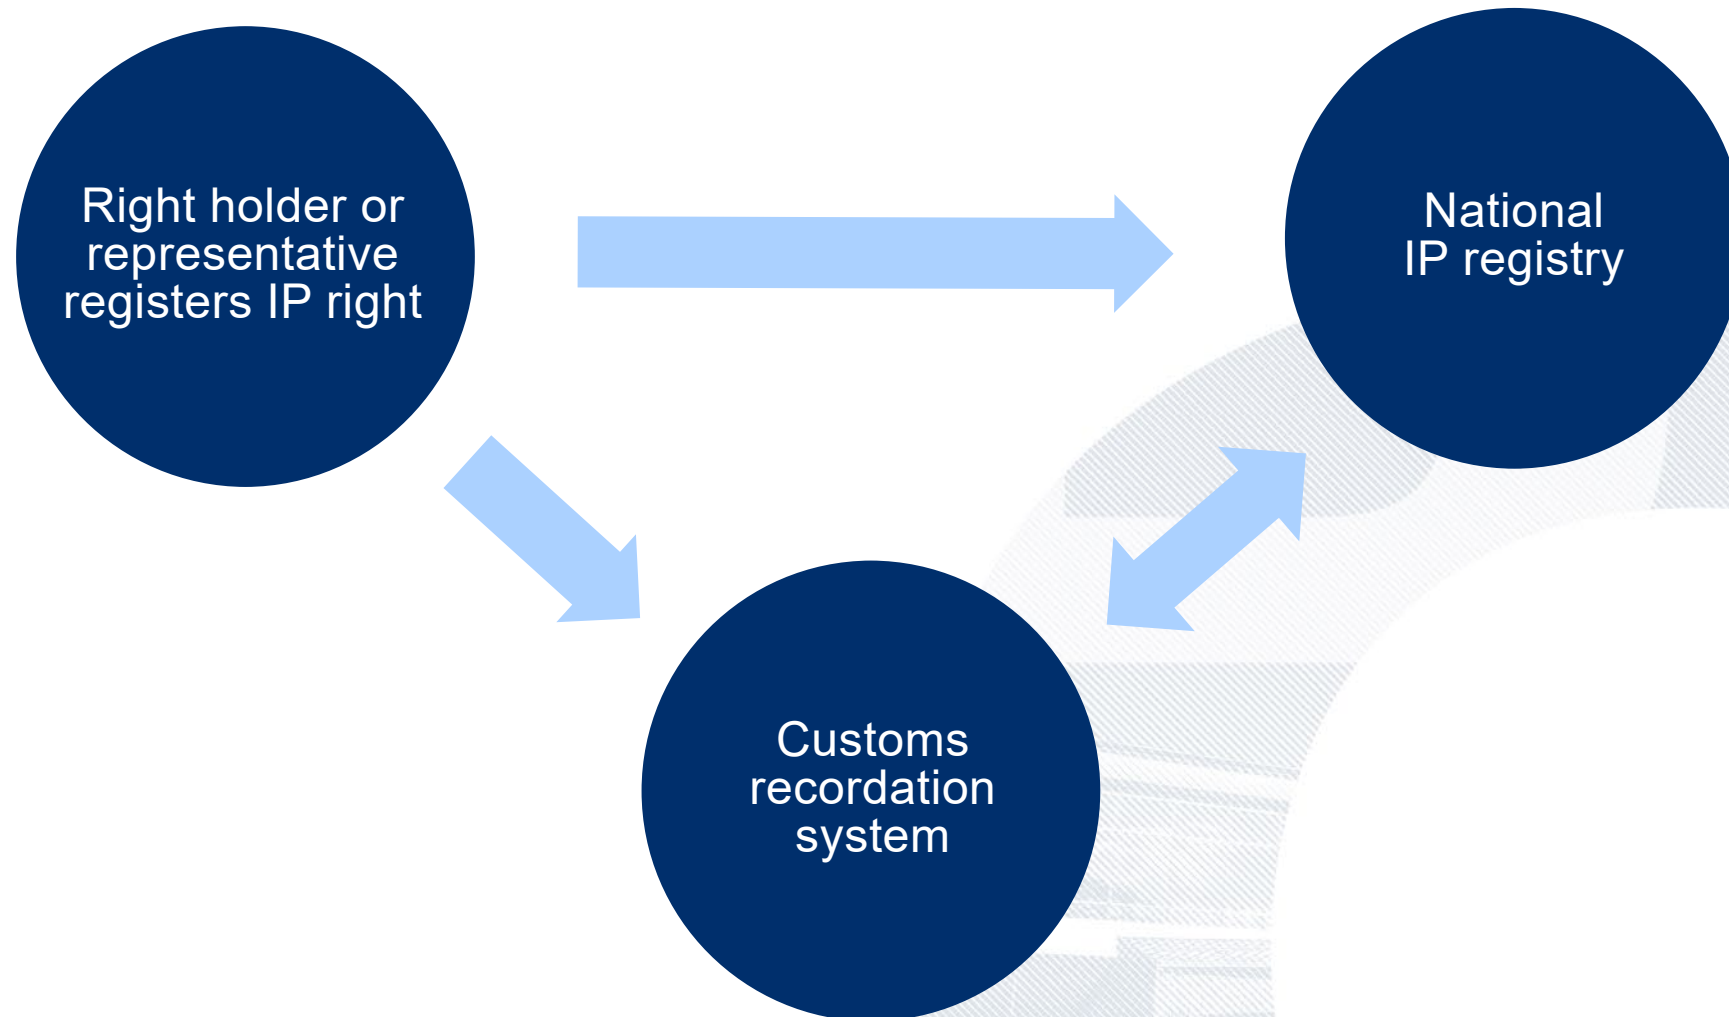 Right holder or
representative
registers IP right
National
IP registry
Customs
recordation
system